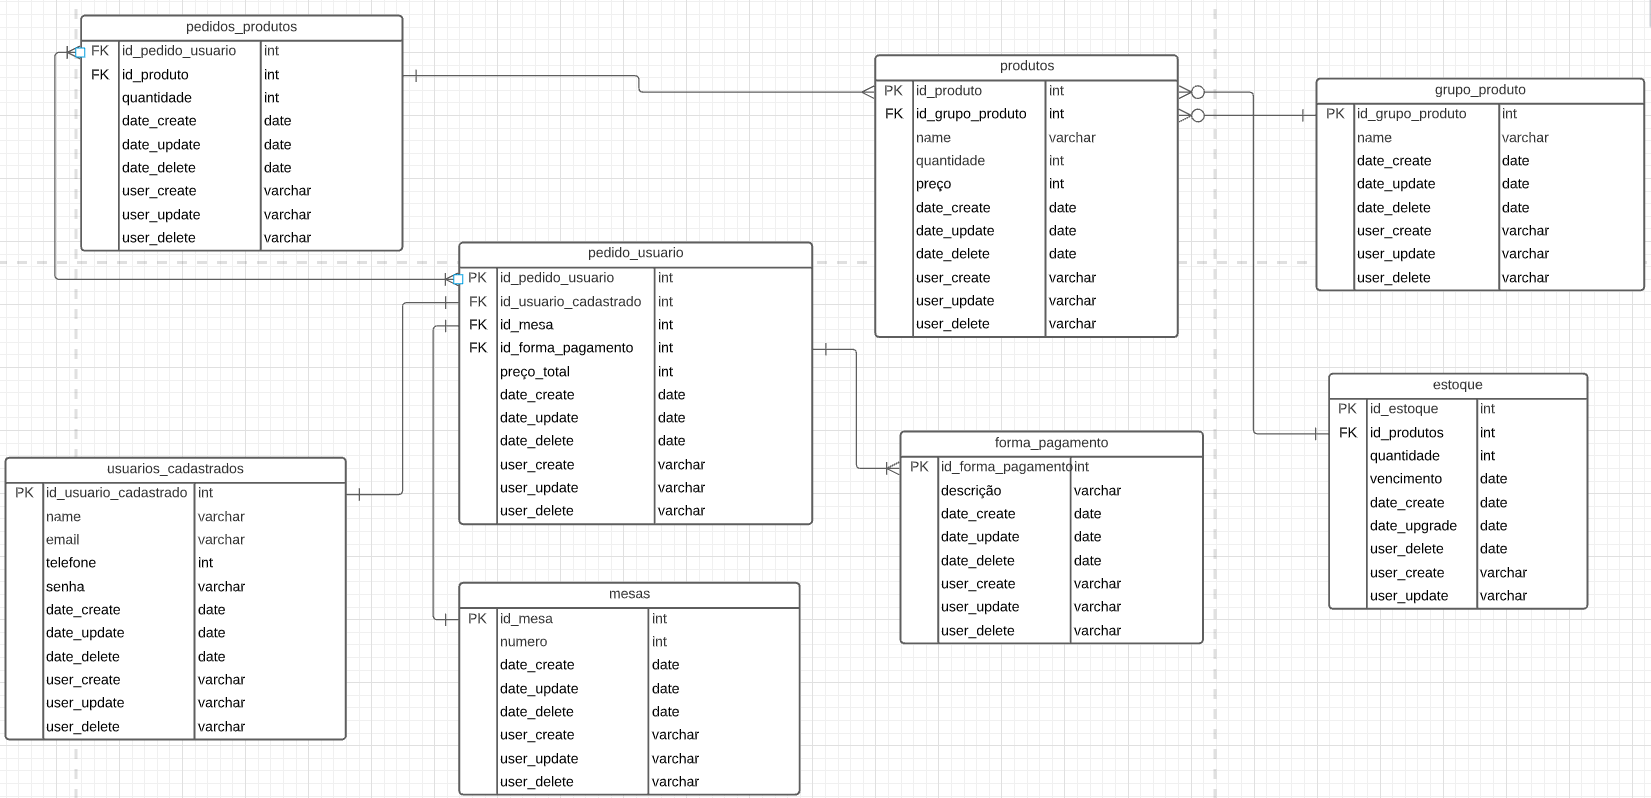 pedidos_produtos
FK id_pedido_usuario int
FK id_produto int
quantidade int
date_create date
date_update date
date_delete date
user_create varchar
user_update varchar
user_delete varchar
produtos
PK id_produto int
FK id_grupo_produto int
name varchar
quantidade int
preço int
date_create date
date_update date
date_delete date
user_create varchar
user_update varchar
user_delete varchar
grupo_produto
PK id_grupo_produto int
name varchar
date_create date
date_update date
date_delete date
user_create varchar
user_update varchar
user_delete varchar
pedido_usuario
PK id_pedido_usuario int
FK id_usuario_cadastrado int
FK id_mesa int
FK id_forma_pagamento int
preço_total int
date_create date
date_update date
date_delete date
user_create varchar
user_update varchar
user_delete varchar
estoque
PK id_estoque int
FK id_produtos int
quantidade int
vencimento date
date_create date
date_upgrade date
user_delete date
user_create varchar
user_update varchar
forma_pagamento
PK id_forma_pagamento int
descrição varchar
date_create date
date_update date
date_delete date
user_create varchar
user_update varchar
user_delete varchar
usuarios_cadastrados
PK id_usuario_cadastrado int
name varchar
email varchar
telefone int
senha varchar
date_create date
date_update date
date_delete date
user_create varchar
user_update varchar
user_delete varchar
mesas
PK id_mesa int
numero int
date_create date
date_update date
date_delete date
user_create varchar
user_update varchar
user_delete varchar